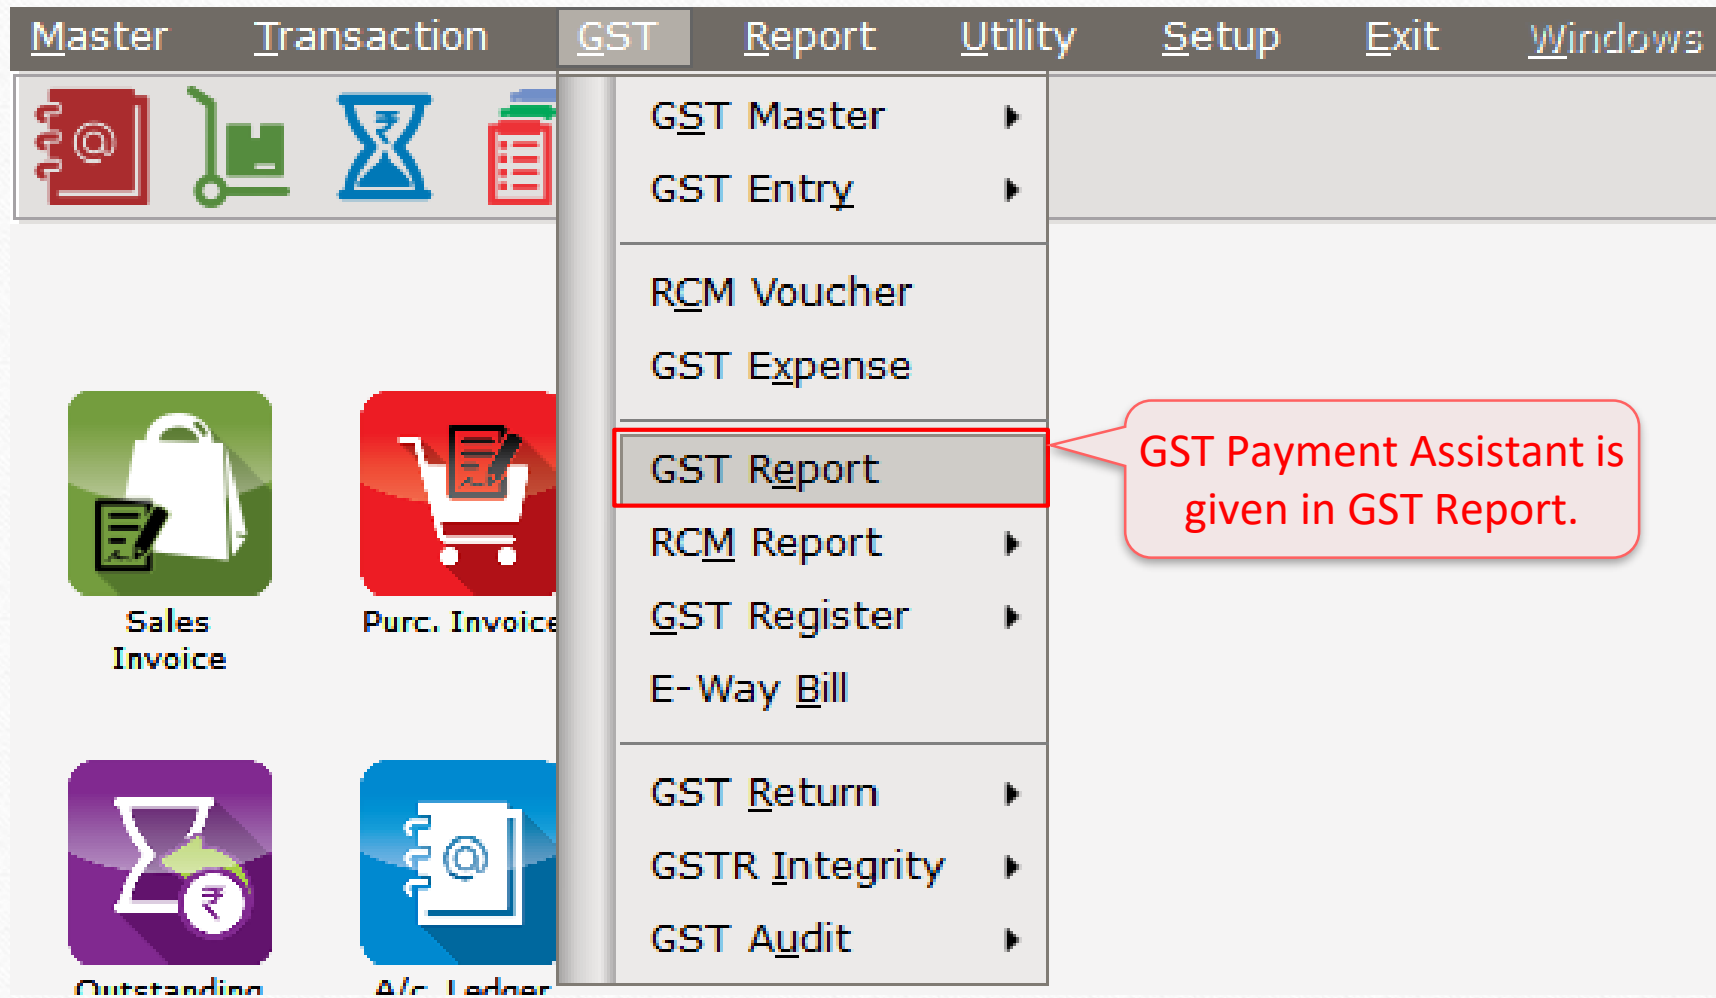 Master Transaction GST Report Utility Setup Exit Windows
GST Master
GST Entry
RCM Voucher
GST Expense
GST Report
RCM Report
GST Register
E-Way Bill
GST Return
GSTR Integrity
GST Audit
GST Payment Assistant is
given in GST Report.
Sales
Invoice
Purc. Invoice
Outstanding
A/c. Ledger